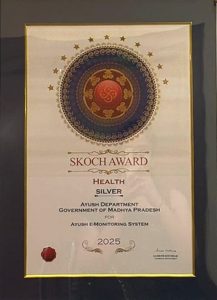 SKOCH AWARD
HEALTH
SILVER
AYUSH DEPARTMENT
GOVERNMENT OF MADHYA PRADESH
FOR
AYUSH E-MONITORING SYSTEM
2025